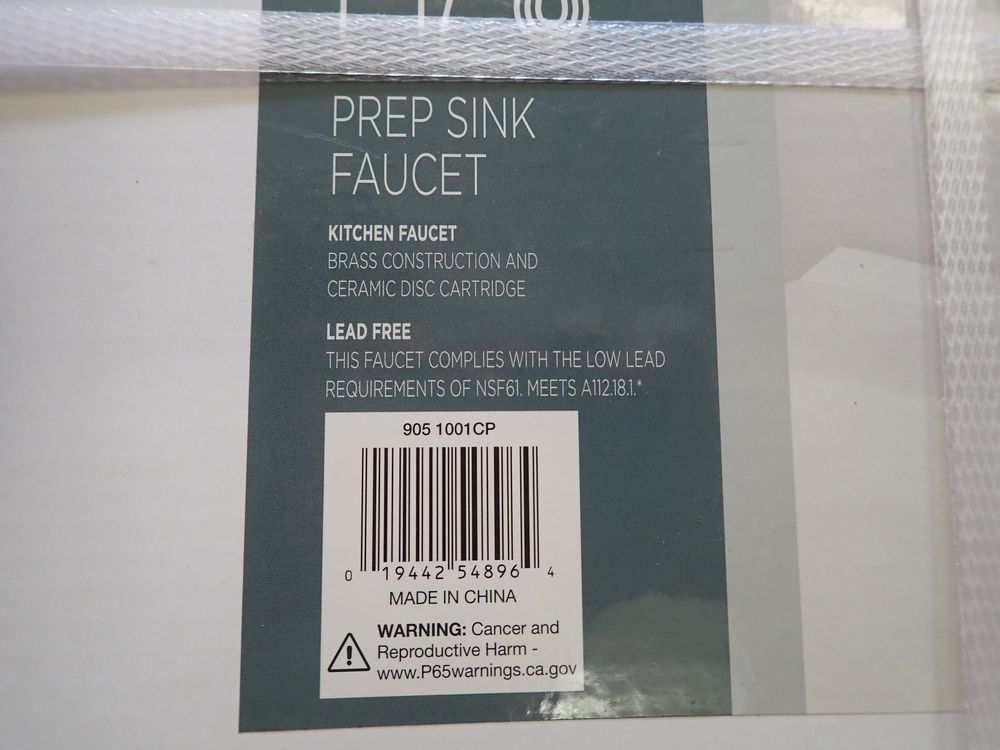 PREP SINK
FAUCET
KITCHEN FAUCET
BRASS CONSTRUCTION AND
CERAMIC DISC CARTRIDGE
LEAD FREE
THIS FAUCET COMPLIES WITH THE LOW LEAD
REQUIREMENTS OF NSF61. MEETS A112.18.1.*
905 1001CP
0 19442 54896 4
MADE IN CHINA
WARNING: Cancer and
Reproductive Harm -
www.P65warnings.ca.gov